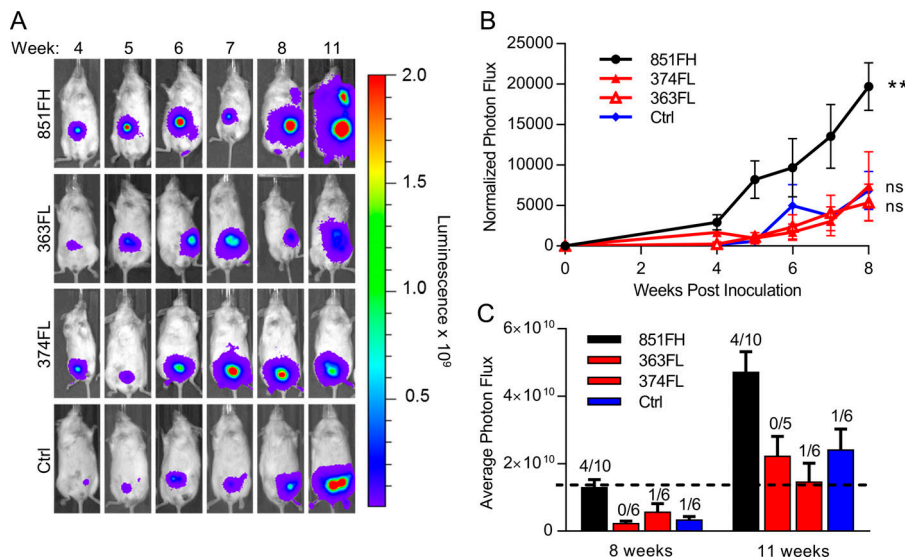 A
Week: 4 5 6 7 8 11
851FH
363FL
374FL
Ctrl
2.0
1.5
1.0
0.5
Luminescence x 10⁹
B
Normalized Photon Flux
25000
20000
15000
10000
5000
0
851FH
374FL
363FL
Ctrl
**
ns
ns
0 2 4 6 8
Weeks Post Inoculation
C
Average Photon Flux
6×10¹⁰
4×10¹⁰
2×10¹⁰
0
851FH
363FL
374FL
Ctrl
4/10
0/6
1/6
1/6
4/10
0/5
1/6
1/6
8 weeks 11 weeks